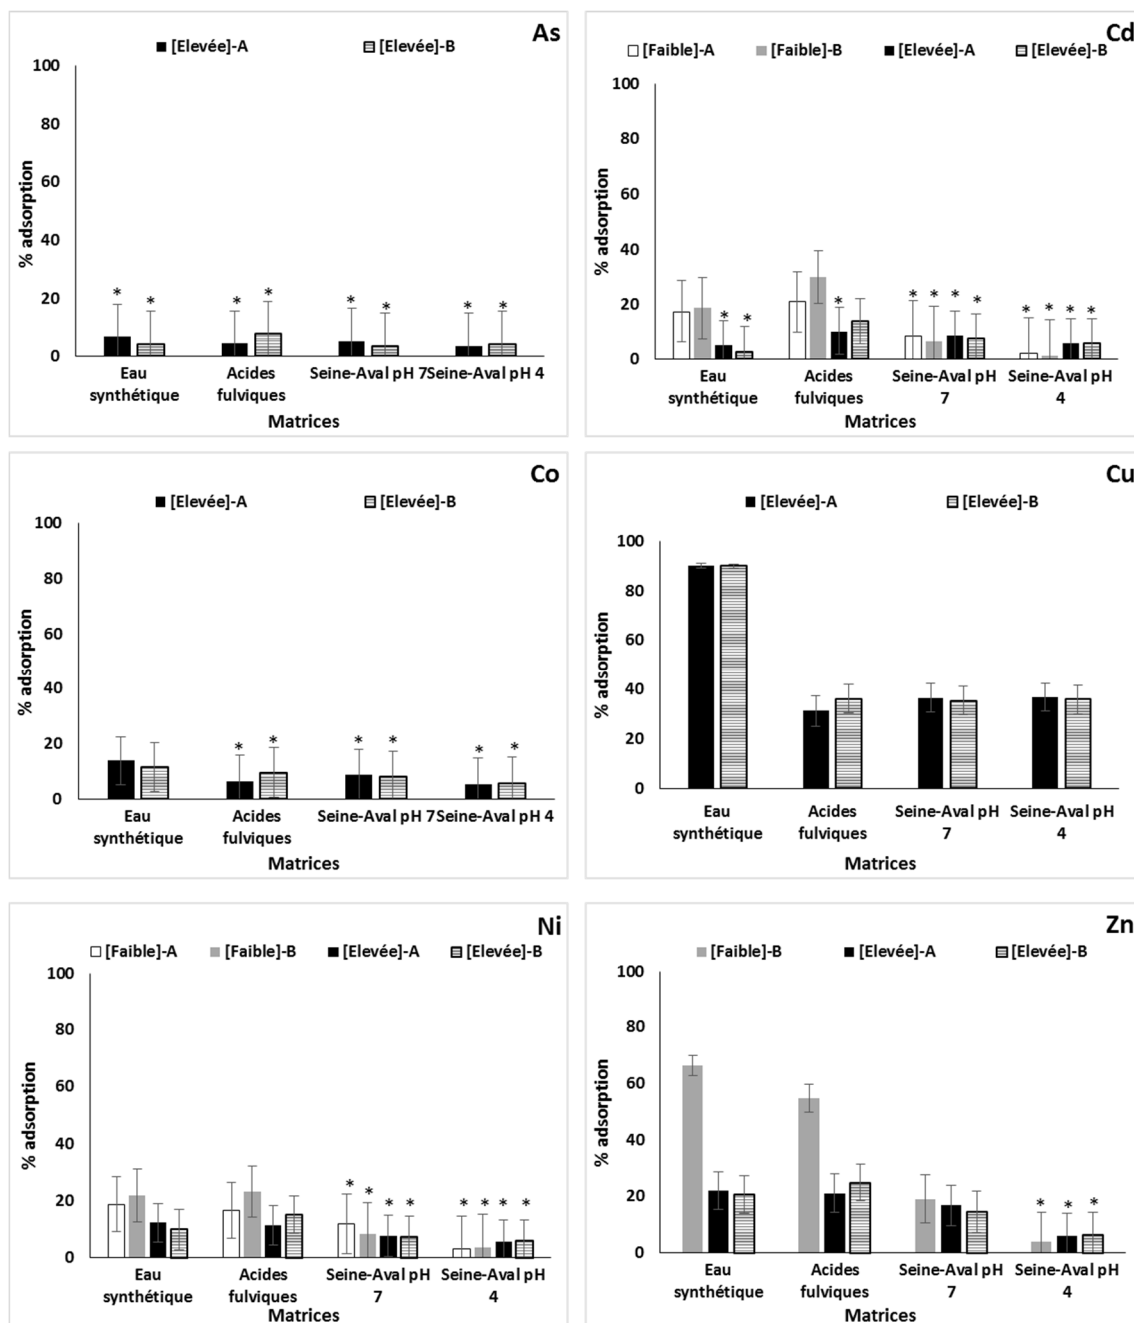 As
[Elevée]-A [Elevée]-B
100
80
60
40
20
0
% adsorption
* * * * * * * *
Eau synthétique
Acides fulviques
Seine-Aval pH 7
Seine-Aval pH 4
Matrices
Cd
[Faible]-A [Faible]-B [Elevée]-A [Elevée]-B
100
80
60
40
20
0
% adsorption
* * * * * * * * * * *
Eau synthétique
Acides fulviques
Seine-Aval pH 7
Seine-Aval pH 4
Matrices
Co
[Elevée]-A [Elevée]-B
100
80
60
40
20
0
% adsorption
* * * * * *
Eau synthétique
Acides fulviques
Seine-Aval pH 7
Seine-Aval pH 4
Matrices
Cu
[Elevée]-A [Elevée]-B
100
80
60
40
20
0
% adsorption
Eau synthétique
Acides fulviques
Seine-Aval pH 7
Seine-Aval pH 4
Matrices
Ni
[Faible]-A [Faible]-B [Elevée]-A [Elevée]-B
100
80
60
40
20
0
% adsorption
* * * * * * * *
Eau synthétique
Acides fulviques
Seine-Aval pH 7
Seine-Aval pH 4
Matrices
Zn
[Faible]-B [Elevée]-A [Elevée]-B
100
80
60
40
20
0
% adsorption
* * *
Eau synthétique
Acides fulviques
Seine-Aval pH 7
Seine-Aval pH 4
Matrices